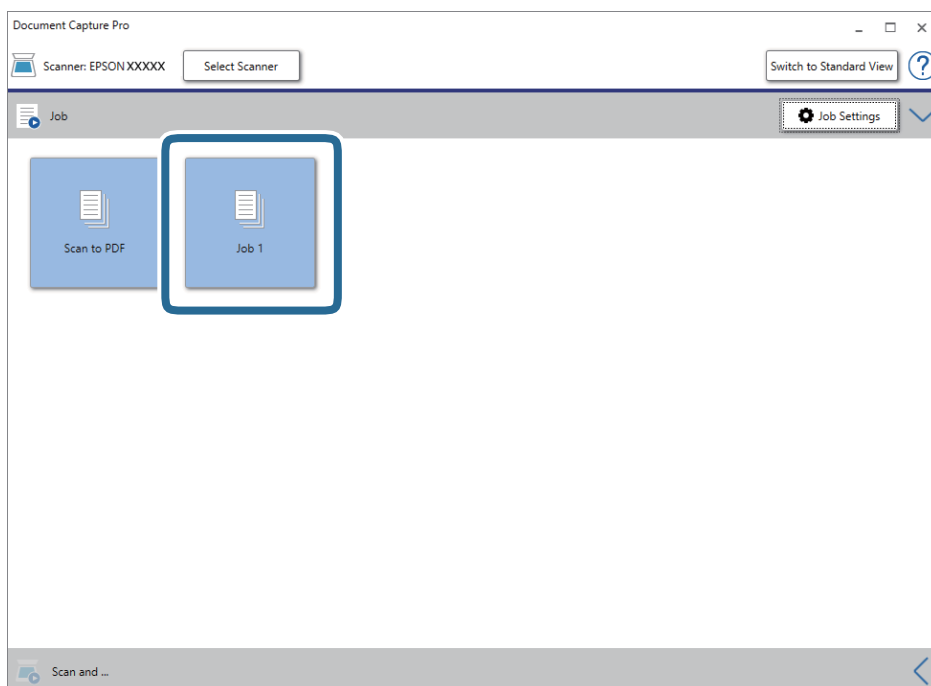 Document Capture Pro
Scanner: EPSON XXXXX Select Scanner Switch to Standard View ?
Job Job Settings
Scan to PDF Job 1
Scan and ...